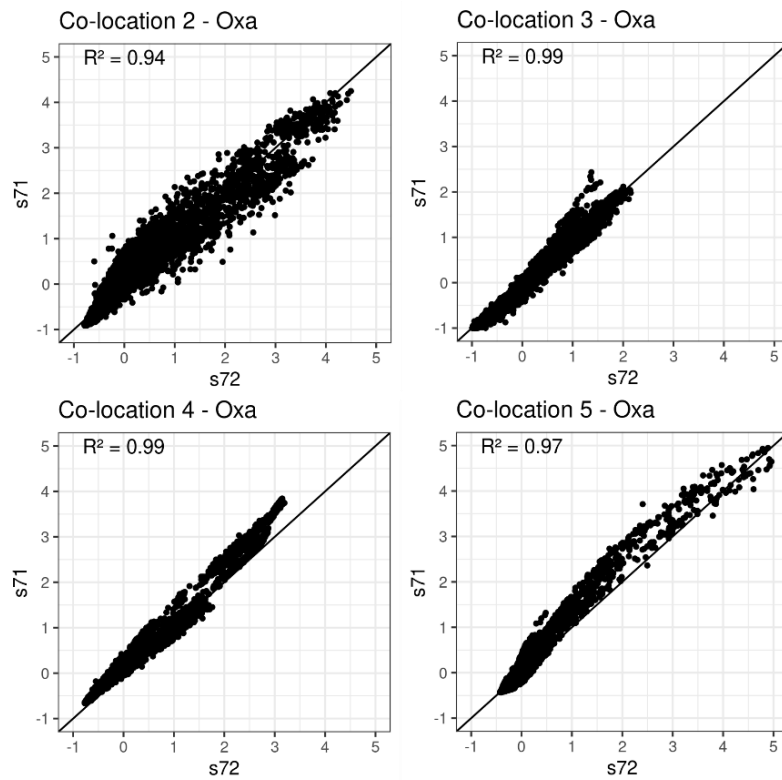 Co-location 2 - Oxa
R² = 0.94
5
4
3
2
1
0
-1
s71
-1 0 1 2 3 4 5
s72
Co-location 3 - Oxa
R² = 0.99
5
4
3
2
1
0
-1
s71
-1 0 1 2 3 4 5
s72
Co-location 4 - Oxa
R² = 0.99
5
4
3
2
1
0
-1
s71
-1 0 1 2 3 4 5
s72
Co-location 5 - Oxa
R² = 0.97
5
4
3
2
1
0
-1
s71
-1 0 1 2 3 4 5
s72